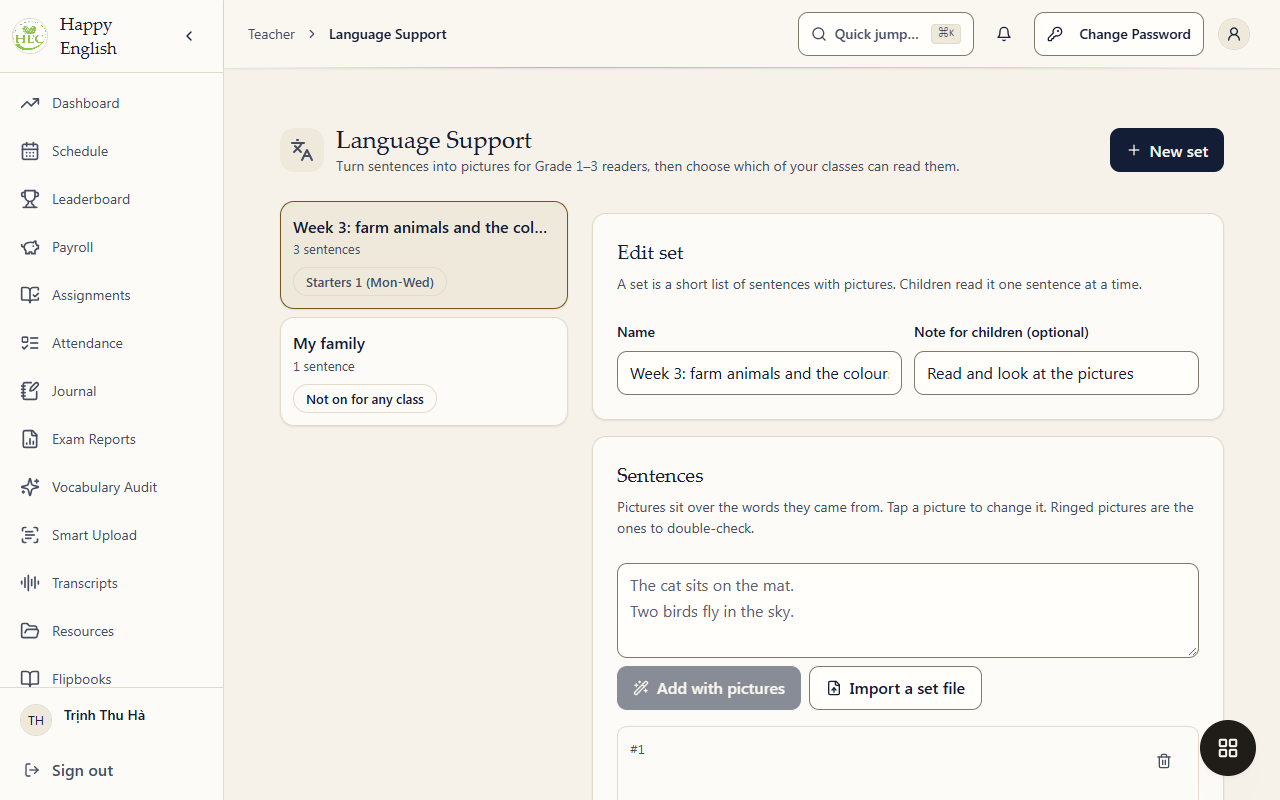 HEC
Happy
English
Teacher
Language Support
Quick jump...
⌘K
Change Password
Dashboard
Schedule
Leaderboard
Payroll
Assignments
Attendance
Journal
Exam Reports
Vocabulary Audit
Smart Upload
Transcripts
Resources
Flipbooks
TH
Trịnh Thu Hà
Sign out
Language Support
Turn sentences into pictures for Grade 1–3 readers, then choose which of your classes can read them.
New set
Week 3: farm animals and the col...
3 sentences
Starters 1 (Mon-Wed)
My family
1 sentence
Not on for any class
Edit set
A set is a short list of sentences with pictures. Children read it one sentence at a time.
Name
Note for children (optional)
Week 3: farm animals and the colour
Read and look at the pictures
Sentences
Pictures sit over the words they came from. Tap a picture to change it. Ringed pictures are the
ones to double-check.
The cat sits on the mat.
Two birds fly in the sky.
Add with pictures
Import a set file
#1